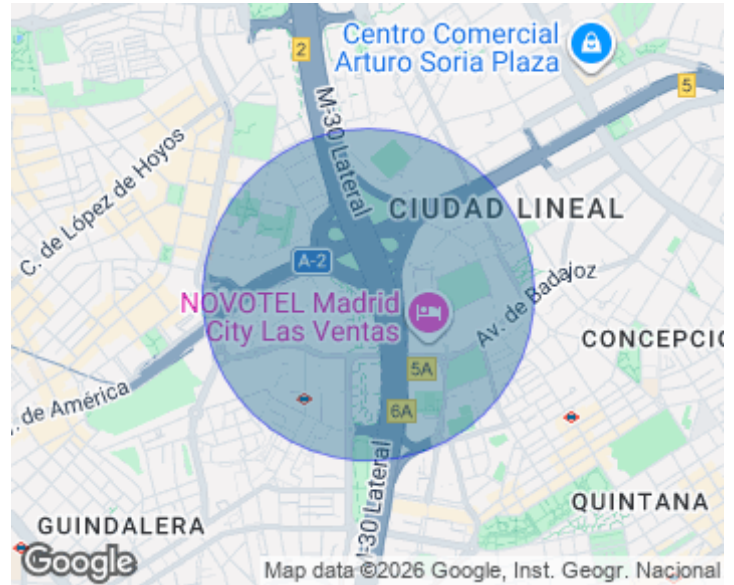 Centro Comercial
Arturo Soria Plaza
2
5
M-30 Lateral
C. de López de Hoyos
CIUDAD LINEAL
A-2
NOVOTEL Madrid
City Las Ventas
Av. de Badajoz
CONCEPCIÓ
5A
. de América
6A
M-30 Lateral
QUINTANA
GUINDALERA
Google
Map data ©2026 Google, Inst. Geogr. Nacional